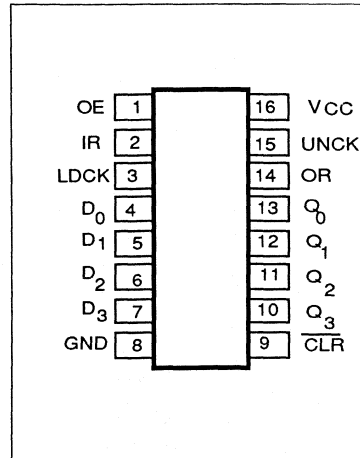 OE 1 16 VCC
IR 2 15 UNCK
LDCK 3 14 OR
D0 4 13 Q0
D1 5 12 Q1
D2 6 11 Q2
D3 7 10 Q3
GND 8 9 C̅L̅R̅